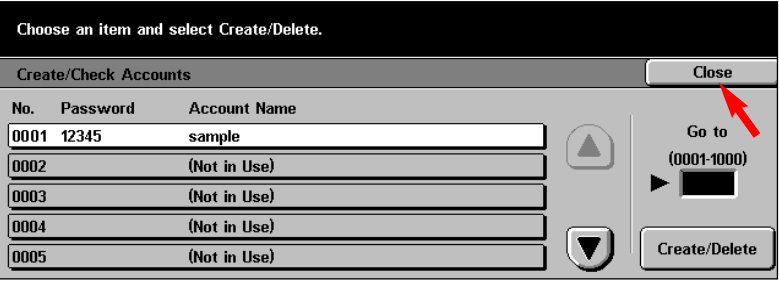 Choose an item and select Create/Delete.
Create/Check Accounts
Close
No. Password Account Name
0001 12345 sample
0002 (Not in Use)
0003 (Not in Use)
0004 (Not in Use)
0005 (Not in Use)
Go to
(0001-1000)
Create/Delete